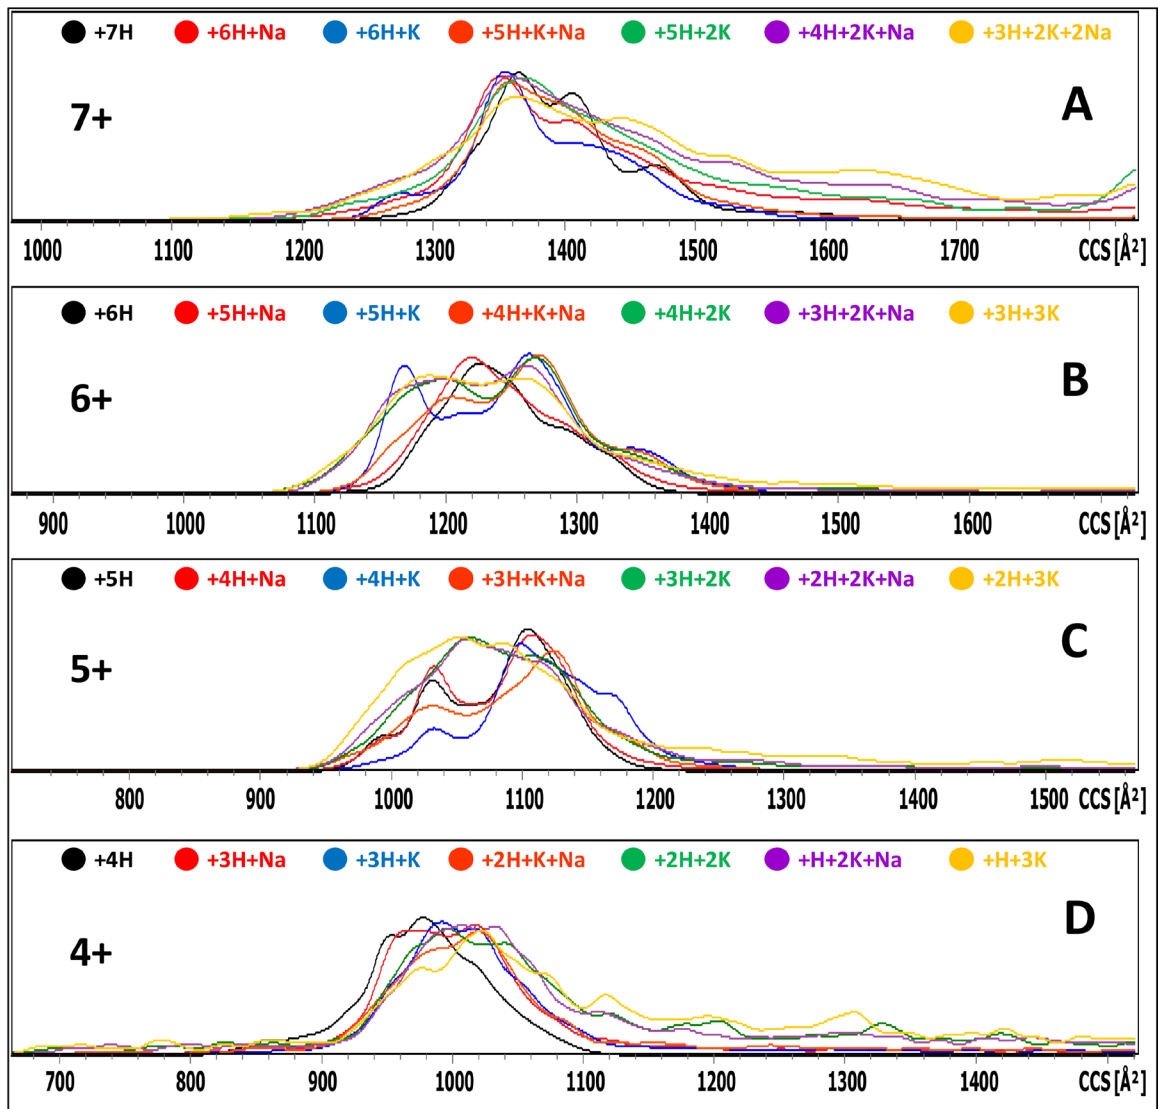 +7H +6H+Na +6H+K +5H+K+Na +5H+2K +4H+2K+Na +3H+2K+2Na
A
7+
1000 1100 1200 1300 1400 1500 1600 1700 CCS [Å²]
+6H +5H+Na +5H+K +4H+K+Na +4H+2K +3H+2K+Na +3H+3K
B
6+
900 1000 1100 1200 1300 1400 1500 1600 CCS [Å²]
+5H +4H+Na +4H+K +3H+K+Na +3H+2K +2H+2K+Na +2H+3K
C
5+
800 900 1000 1100 1200 1300 1400 1500 CCS [Å²]
+4H +3H+Na +3H+K +2H+K+Na +2H+2K +H+2K+Na +H+3K
D
4+
700 800 900 1000 1100 1200 1300 1400 CCS [Å²]